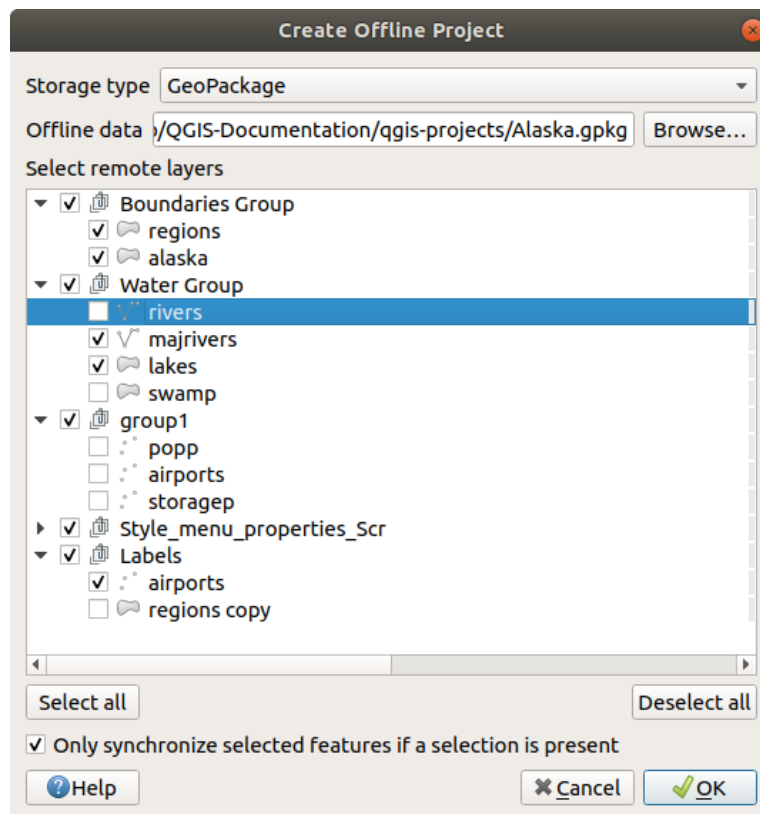 Create Offline Project
Storage type GeoPackage
Offline data /QGIS-Documentation/qgis-projects/Alaska.gpkg Browse...
Select remote layers
Boundaries Group
regions
alaska
Water Group
rivers
majrivers
lakes
swamp
group1
popp
airports
storagep
Style_menu_properties_Scr
Labels
airports
regions copy
Select all Deselect all
Only synchronize selected features if a selection is present
Help Cancel OK